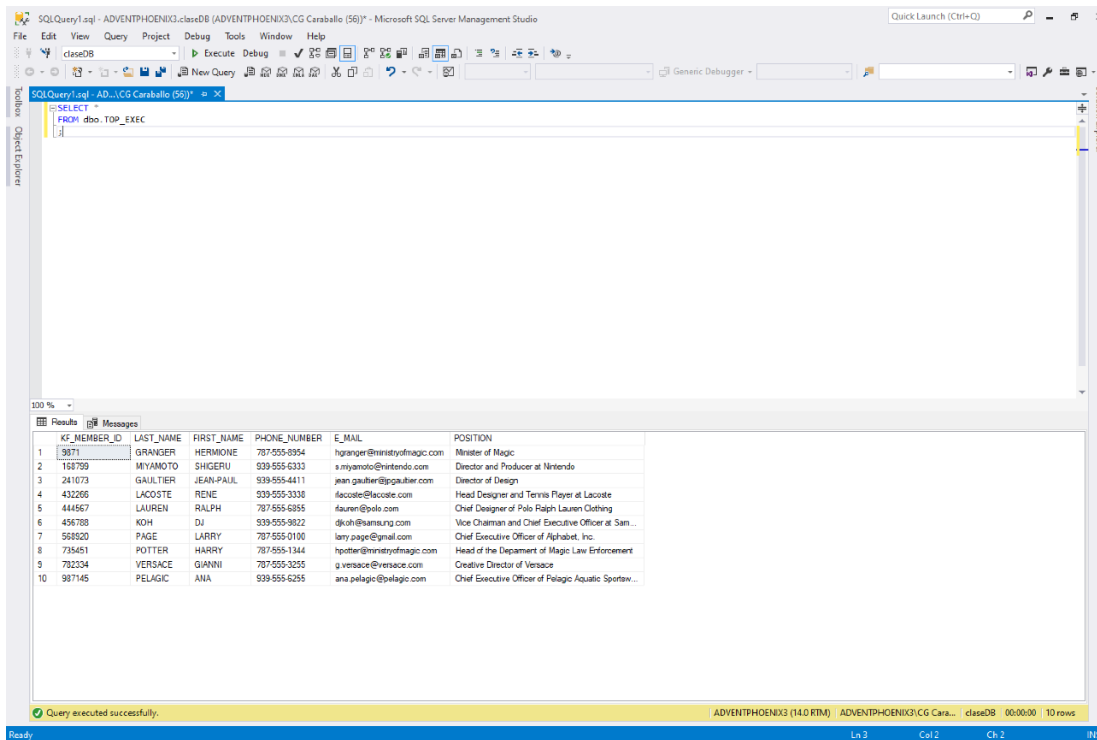 SQLQuery1.sql - ADVENTPHOENIX3.claseDB (ADVENTPHOENIX3\CG Caraballo (56))* - Microsoft SQL Server Management Studio
Quick Launch (Ctrl+Q)
File Edit View Query Project Debug Tools Window Help
claseDB Execute Debug
New Query Generic Debugger
Toolbox
Object Explorer
SQLQuery1.sql - AD...\CG Caraballo (56))*
SELECT *
FROM dbo.TOP_EXEC
;
100 %
Results Messages
KF_MEMBER_ID LAST_NAME FIRST_NAME PHONE_NUMBER E_MAIL POSITION
1 9871 GRANGER HERMIONE 787-555-8954 hgranger@ministryofmagic.com Minister of Magic
2 168799 MIYAMOTO SHIGERU 939-555-6333 s.miyamoto@nintendo.com Director and Producer at Nintendo
3 241073 GAULTIER JEAN-PAUL 939-555-4411 jean.gaultier@jpgaultier.com Director of Design
4 432266 LACOSTE RENE 939-555-3338 rlacoste@lacoste.com Head Designer and Tennis Player at Lacoste
5 444567 LAUREN RALPH 787-555-6855 rlauren@polo.com Chief Designer of Polo Ralph Lauren Clothing
6 456788 KOH DJ 939-555-9822 djkoh@samsung.com Vice Chairman and Chief Executive Officer at Sam...
7 568920 PAGE LARRY 787-555-0100 larry.page@gmail.com Chief Executive Officer of Alphabet, Inc.
8 735451 POTTER HARRY 787-555-1344 hpotter@ministryofmagic.com Head of the Deparment of Magic Law Enforcement
9 782334 VERSACE GIANNI 787-555-3255 g.versace@versace.com Creative Director of Versace
10 987145 PELAGIC ANA 939-555-6255 ana.pelagic@pelagic.com Chief Executive Officer of Pelagic Aquatic Sportsw...
Query executed successfully. ADVENTPHOENIX3 (14.0 RTM) ADVENTPHOENIX3\CG Cara... claseDB 00:00:00 10 rows
Ready Ln 3 Col 2 Ch 2